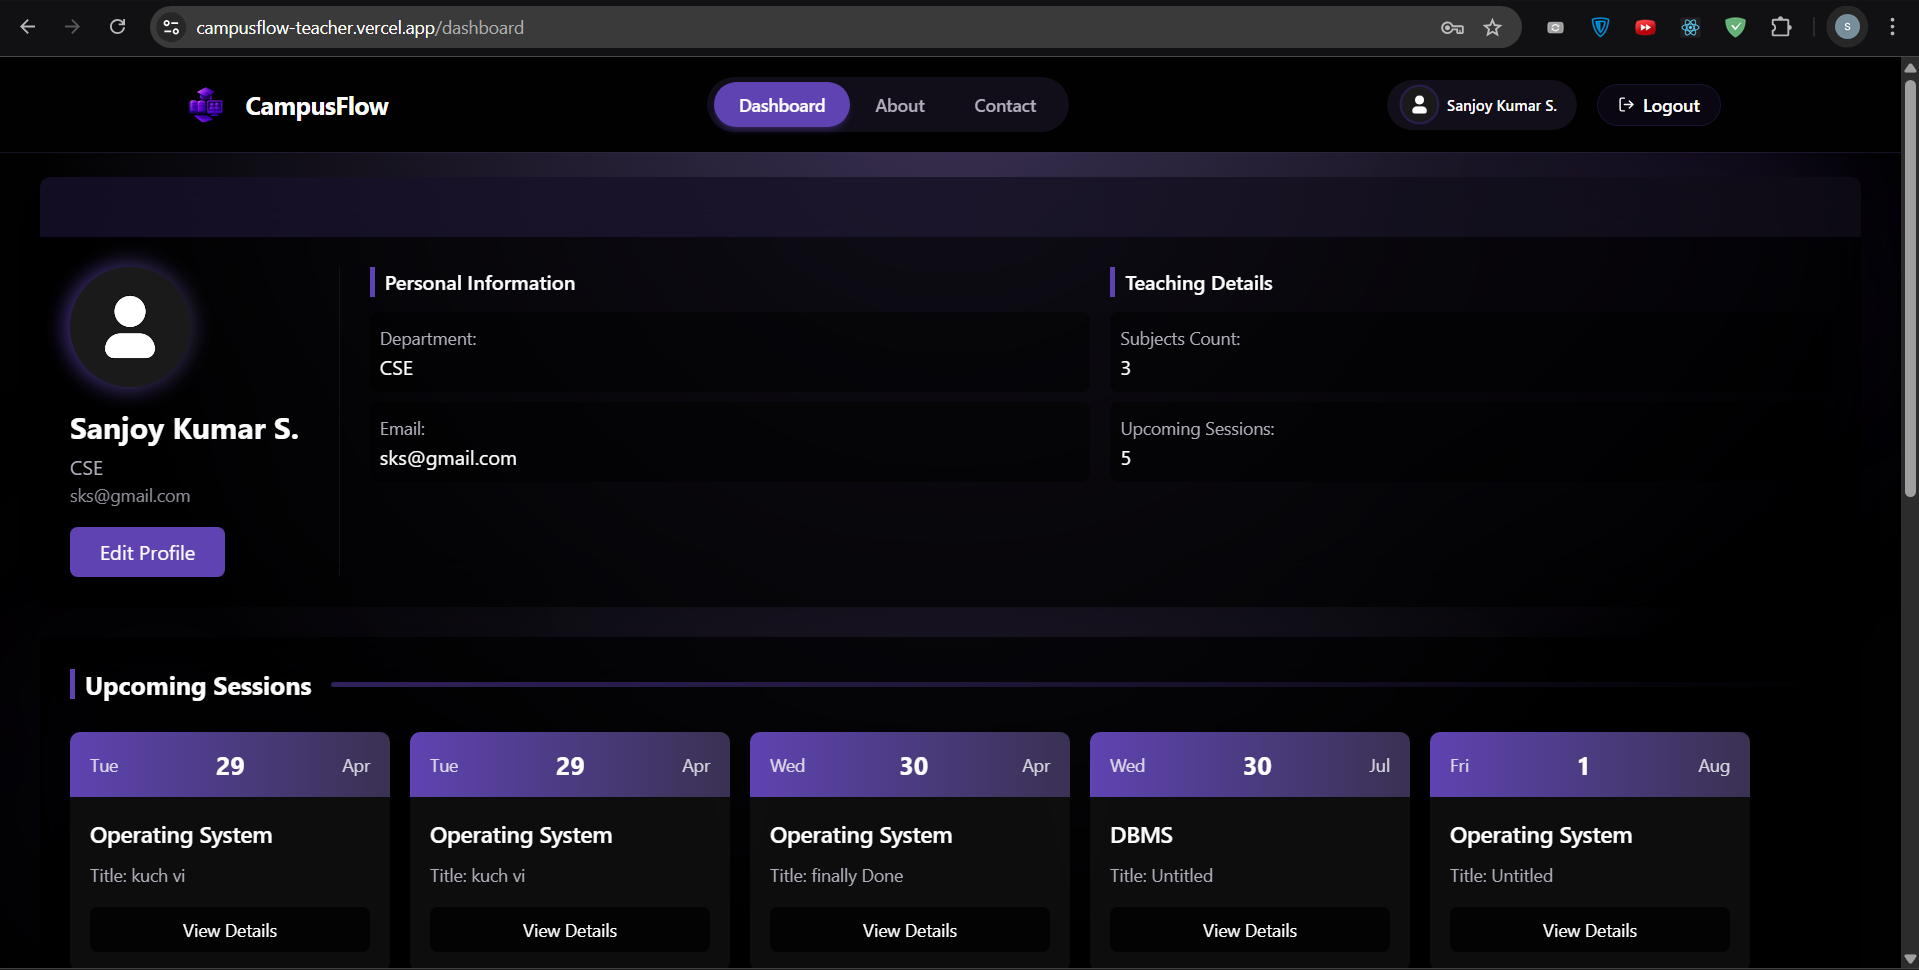 campusflow-teacher.vercel.app/dashboard
S
CampusFlow
Dashboard
About
Contact
Sanjoy Kumar S.
Logout
Sanjoy Kumar S.
CSE
sks@gmail.com
Edit Profile
Personal Information
Department:
CSE
Email:
sks@gmail.com
Teaching Details
Subjects Count:
3
Upcoming Sessions:
5
Upcoming Sessions
Tue 29 Apr
Operating System
Title: kuch vi
View Details
Tue 29 Apr
Operating System
Title: kuch vi
View Details
Wed 30 Apr
Operating System
Title: finally Done
View Details
Wed 30 Jul
DBMS
Title: Untitled
View Details
Fri 1 Aug
Operating System
Title: Untitled
View Details